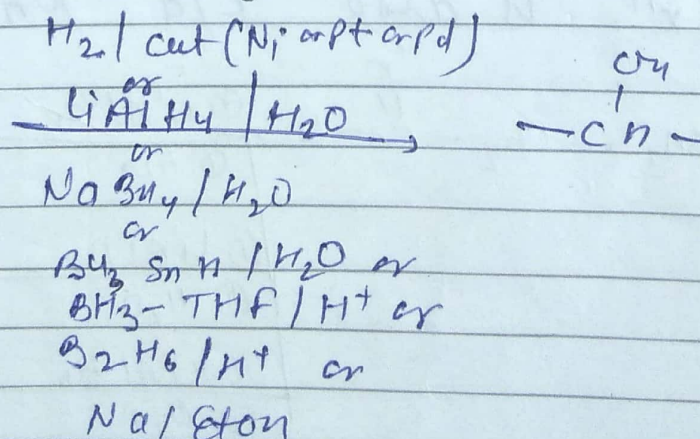 H2 / cat (Ni or Pt or Pd)
OH
or
LiAlH4 / H2O
—CH—
or
NaBH4 / H2O
or
Bu3 Sn H / H2O or
BH3 - THF / H+ or
B2H6 / H+ or
Na / EtOH